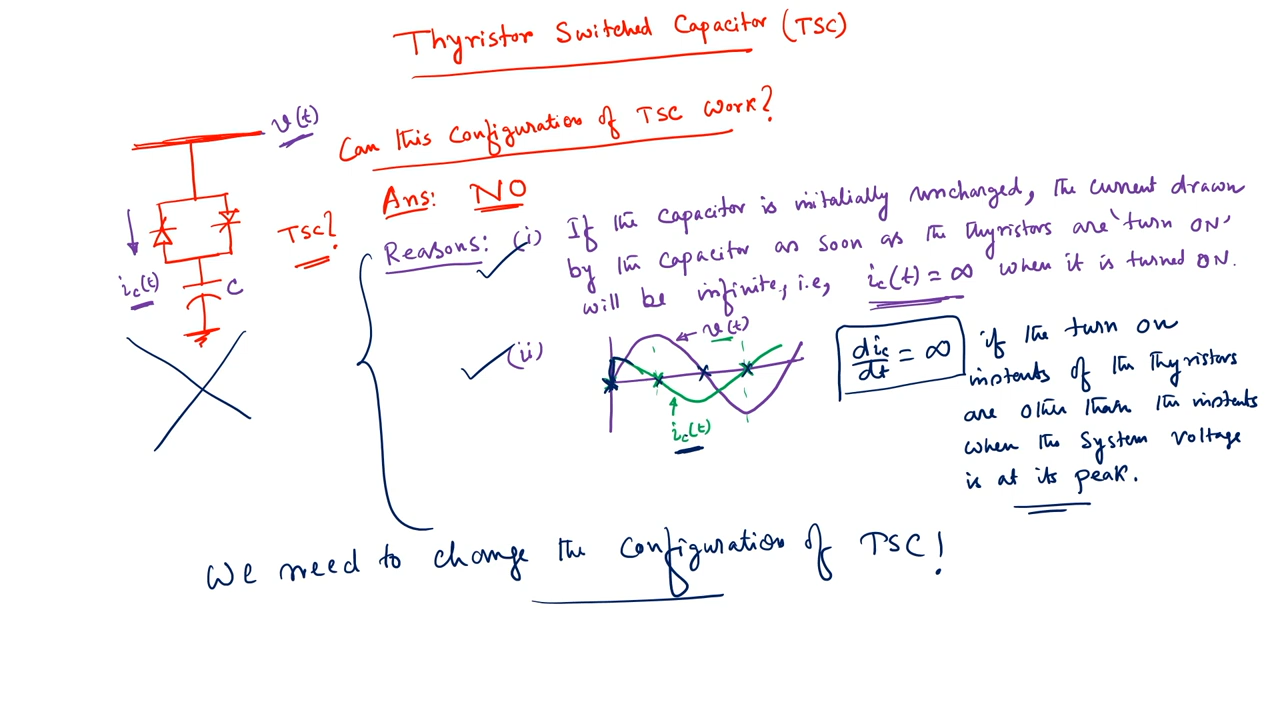 Thyristor Switched Capacitor (TSC)
v(t)
Can this configuration of TSC work?
Ans: NO
TSC?
ic(t)
C
Reasons: (i) If the capacitor is initalially uncharged, the current drawn
by the capacitor as soon as the thyristors are 'turn ON'
will be infinite, i.e, ic(t) = ∞ when it is turned ON.
(ii)
v(t)
ic(t)
dic/dt = ∞
if the turn on
instents of the Thyristors
are other than the instents
when the system voltage
is at its peak.
We need to change the configuration of TSC!